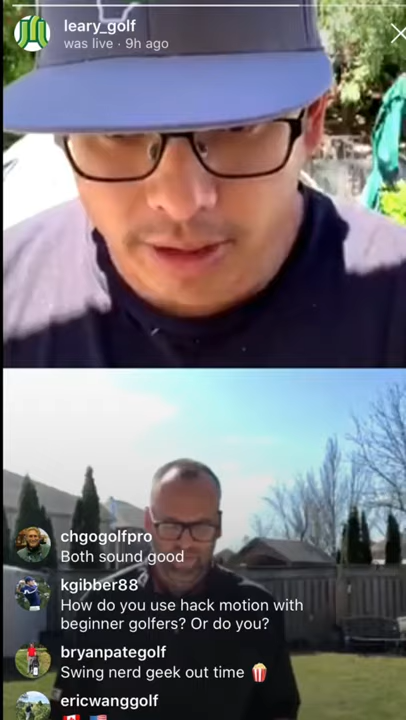 leary_golf
was live · 9h ago
chgogolfpro
Both sound good
kgibber88
How do you use hack motion with
beginner golfers? Or do you?
bryanpategolf
Swing nerd geek out time 🍿
ericwanggolf
🇨🇦 🇺🇸